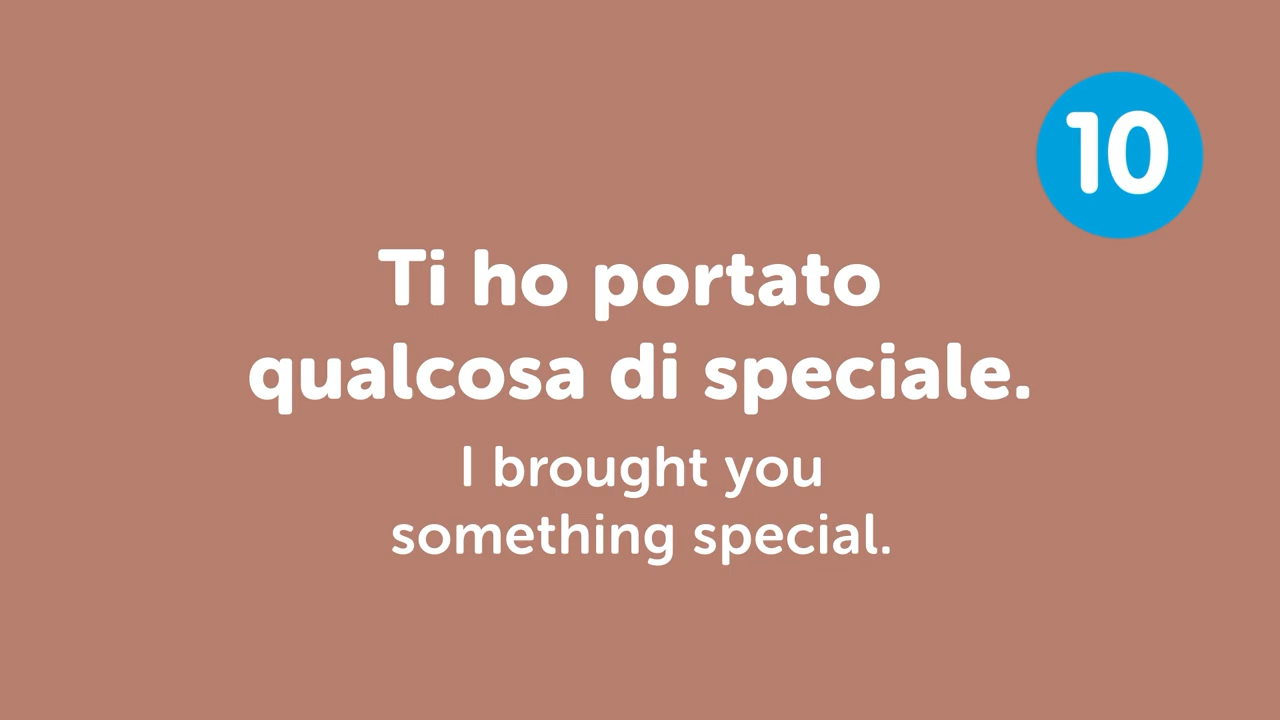 10
Ti ho portato
qualcosa di speciale.
I brought you
something special.